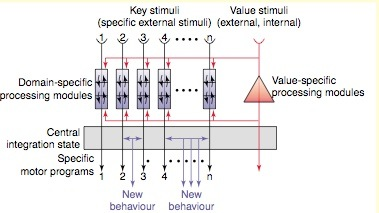 Key stimuli
(specific external stimuli)
Value stimuli
(external, internal)
1 2 3 4 n
Domain-specific
processing modules
Value-specific
processing modules
Central
integration state
Specific
motor programs
1 2 3 4 n
New
behaviour
New
behaviour